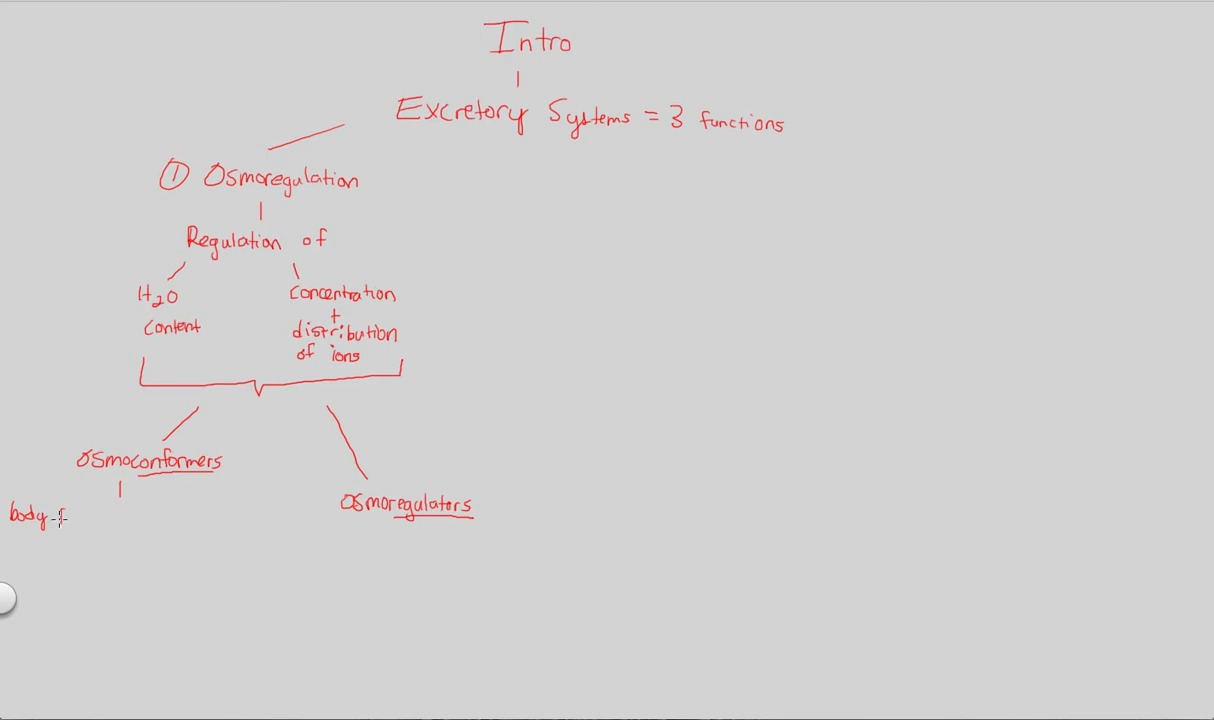 Intro
Excretory Systems = 3 functions
① Osmoregulation
Regulation of
H₂O
content
concentration
+
distribution
of ions
Osmoconformers
Osmoregulators
body f